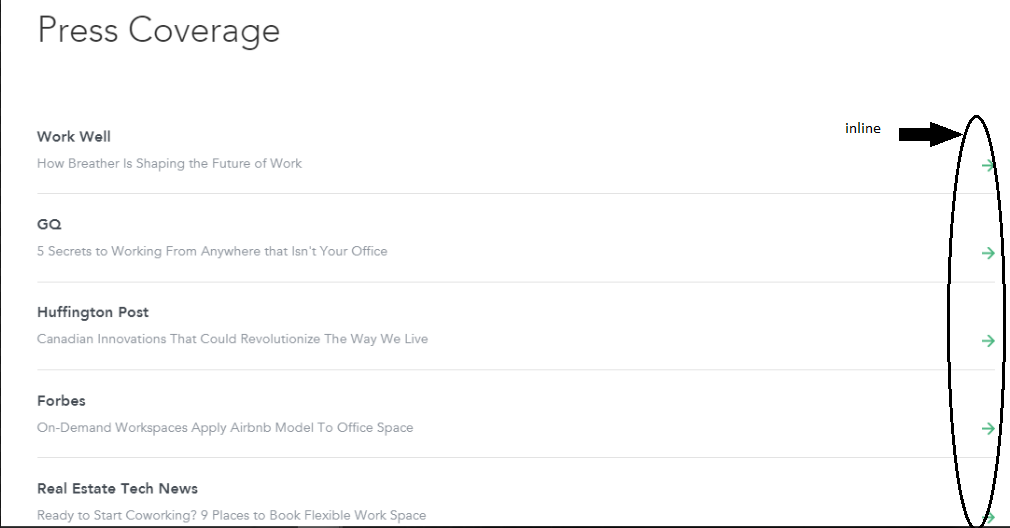 Press Coverage
inline
Work Well
How Breather Is Shaping the Future of Work
GQ
5 Secrets to Working From Anywhere that Isn't Your Office
Huffington Post
Canadian Innovations That Could Revolutionize The Way We Live
Forbes
On-Demand Workspaces Apply Airbnb Model To Office Space
Real Estate Tech News
Ready to Start Coworking? 9 Places to Book Flexible Work Space